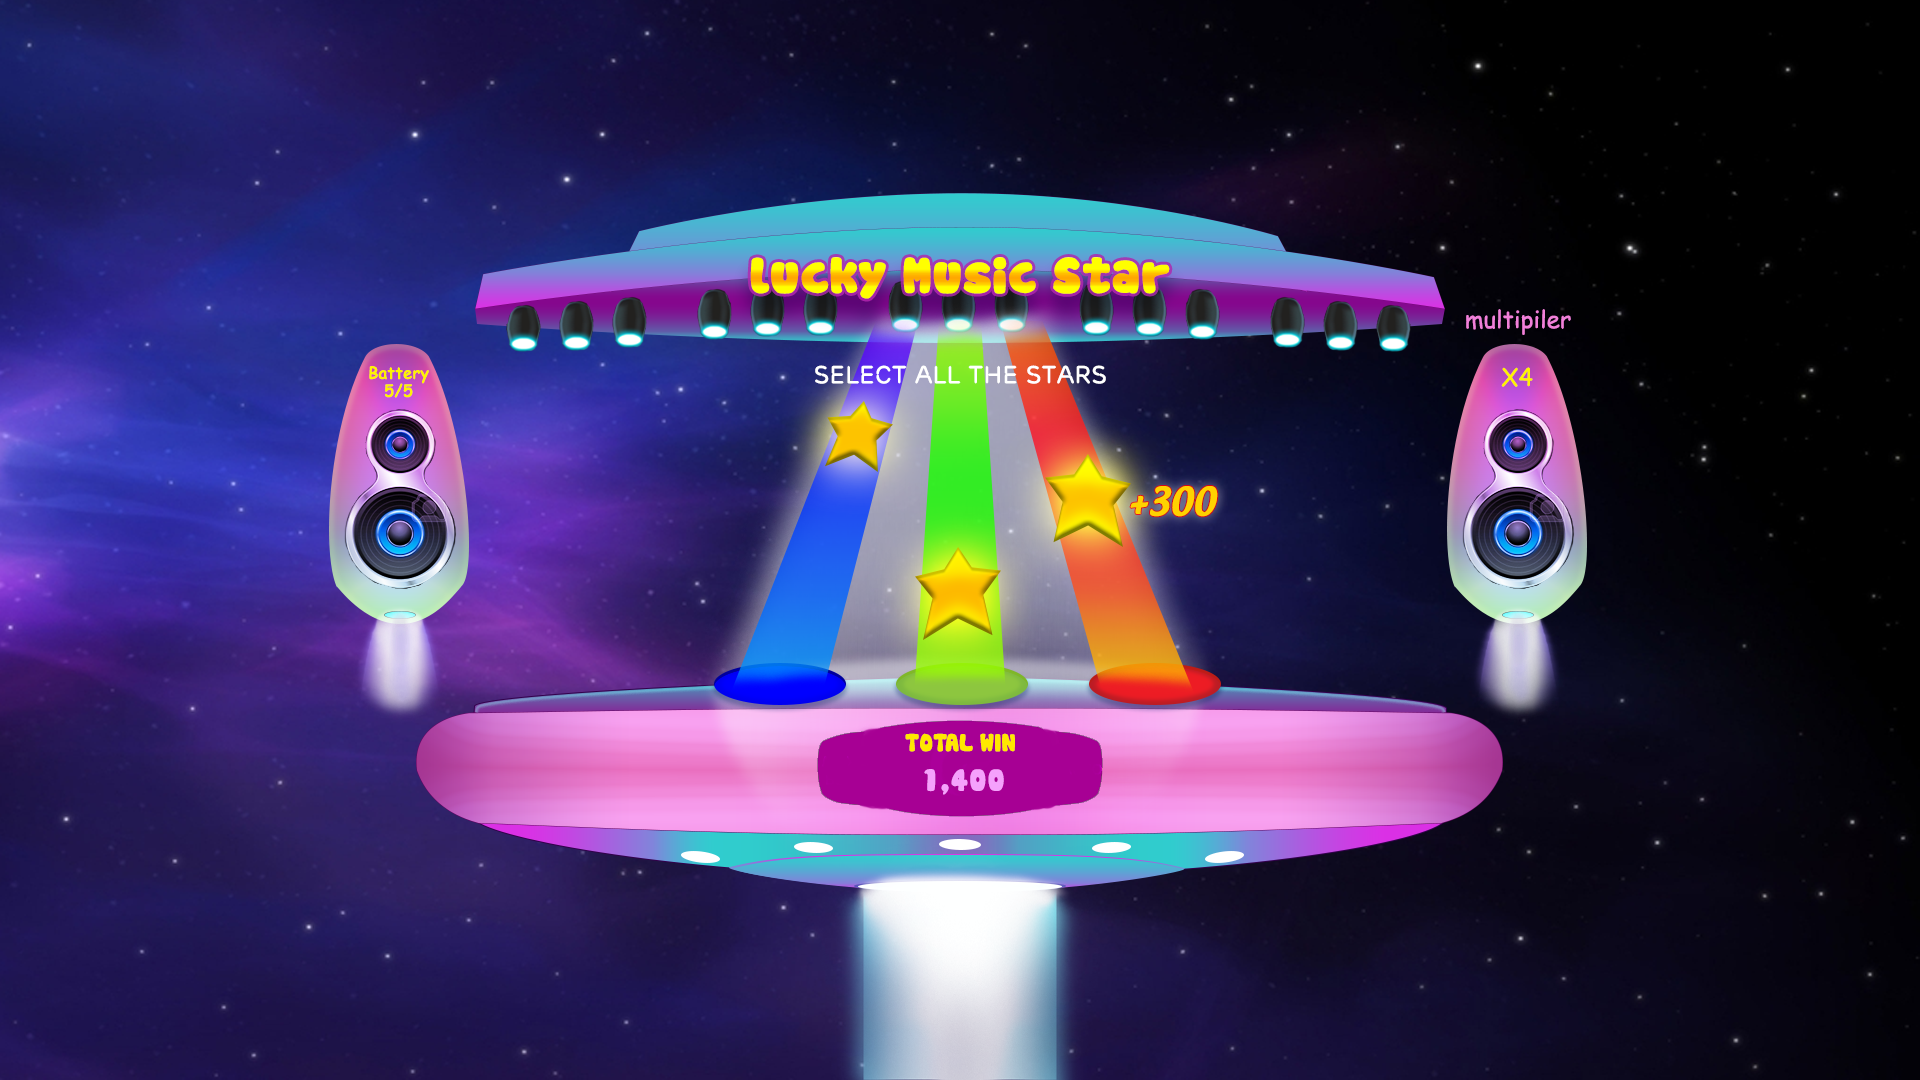 Lucky Music Star
multipiler
SELECT ALL THE STARS
Battery
5/5
X4
+300
TOTAL WIN
1,400